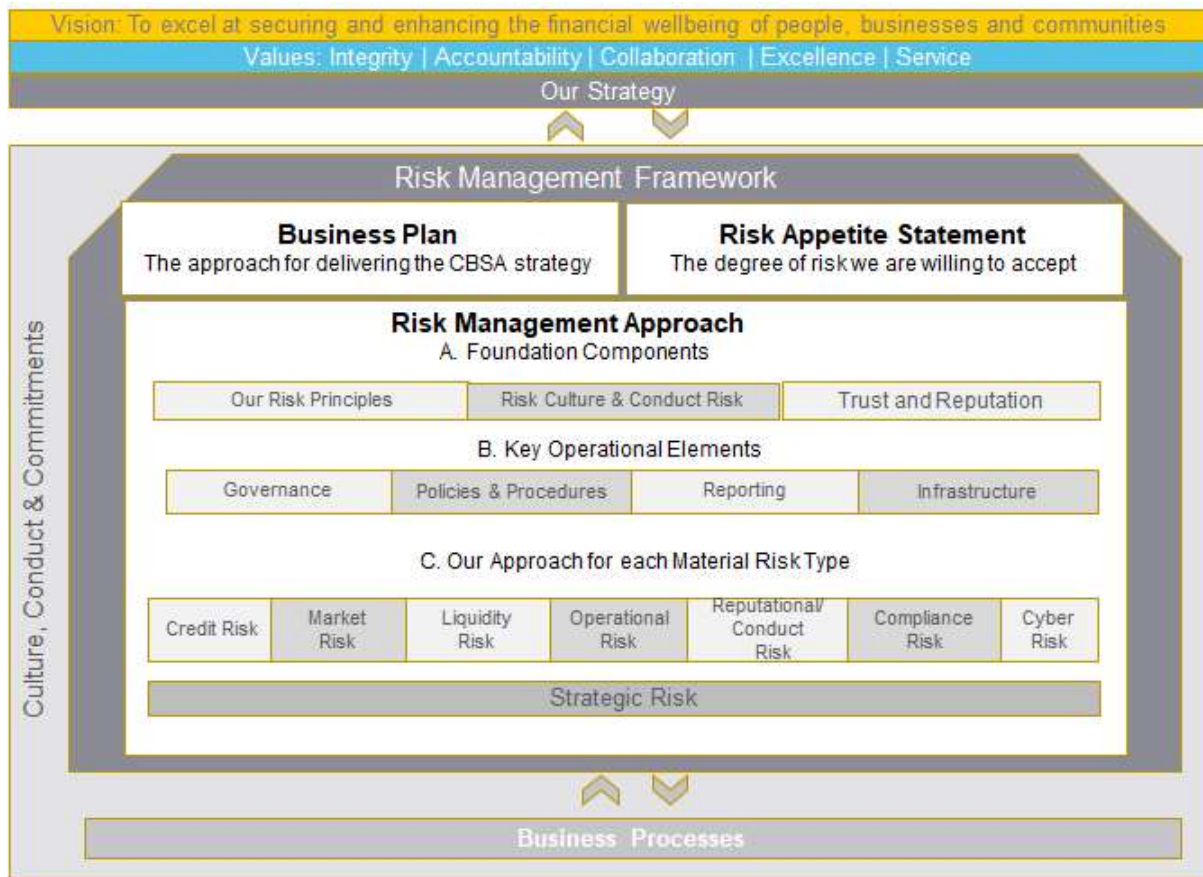 Vision: To excel at securing and enhancing the financial wellbeing of people, businesses and communities
Values: Integrity | Accountability | Collaboration | Excellence | Service
Our Strategy
Culture, Conduct & Commitments
Risk Management Framework
Business Plan
The approach for delivering the CBSA strategy
Risk Appetite Statement
The degree of risk we are willing to accept
Risk Management Approach
A. Foundation Components
Our Risk Principles
Risk Culture & Conduct Risk
Trust and Reputation
B. Key Operational Elements
Governance
Policies & Procedures
Reporting
Infrastructure
C. Our Approach for each Material Risk Type
Credit Risk
Market
Risk
Liquidity
Risk
Operational
Risk
Reputational/
Conduct
Risk
Compliance
Risk
Cyber
Risk
Strategic Risk
Business Processes